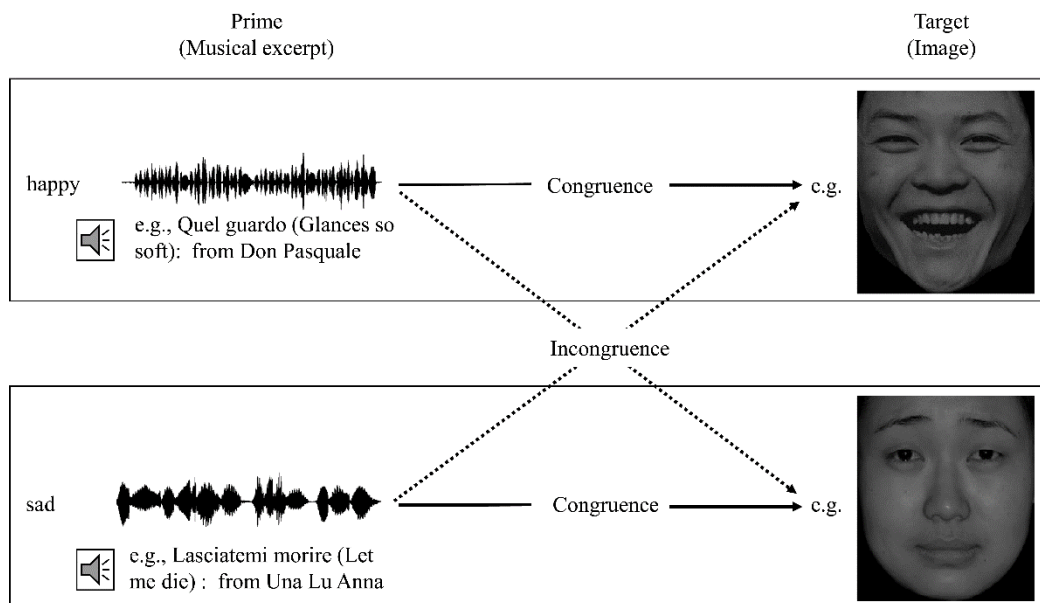 Prime
(Musical excerpt)
Target
(Image)
happy
Congruence
e.g.
e.g., Quel guardo (Glances so
soft): from Don Pasquale
Incongruence
sad
Congruence
e.g.
e.g., Lasciatemi morire (Let
me die) : from Una Lu Anna